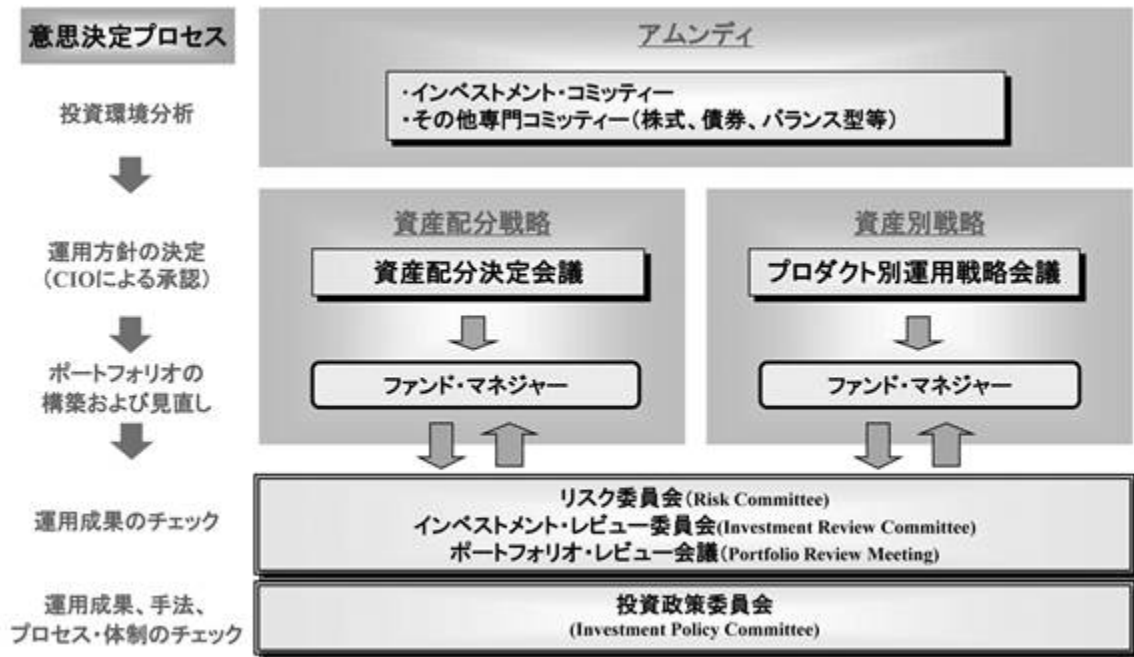 意思決定プロセス
アムンディ
投資環境分析
・インベストメント・コミッティー
・その他専門コミッティー(株式、債券、バランス型等)
運用方針の決定
(CIOによる承認)
資産配分戦略
資産配分決定会議
資産別戦略
プロダクト別運用戦略会議
ポートフォリオの
構築および見直し
ファンド・マネジャー
ファンド・マネジャー
運用成果のチェック
リスク委員会(Risk Committee)
インベストメント・レビュー委員会(Investment Review Committee)
ポートフォリオ・レビュー会議(Portfolio Review Meeting)
運用成果、手法、
プロセス・体制のチェック
投資政策委員会
(Investment Policy Committee)